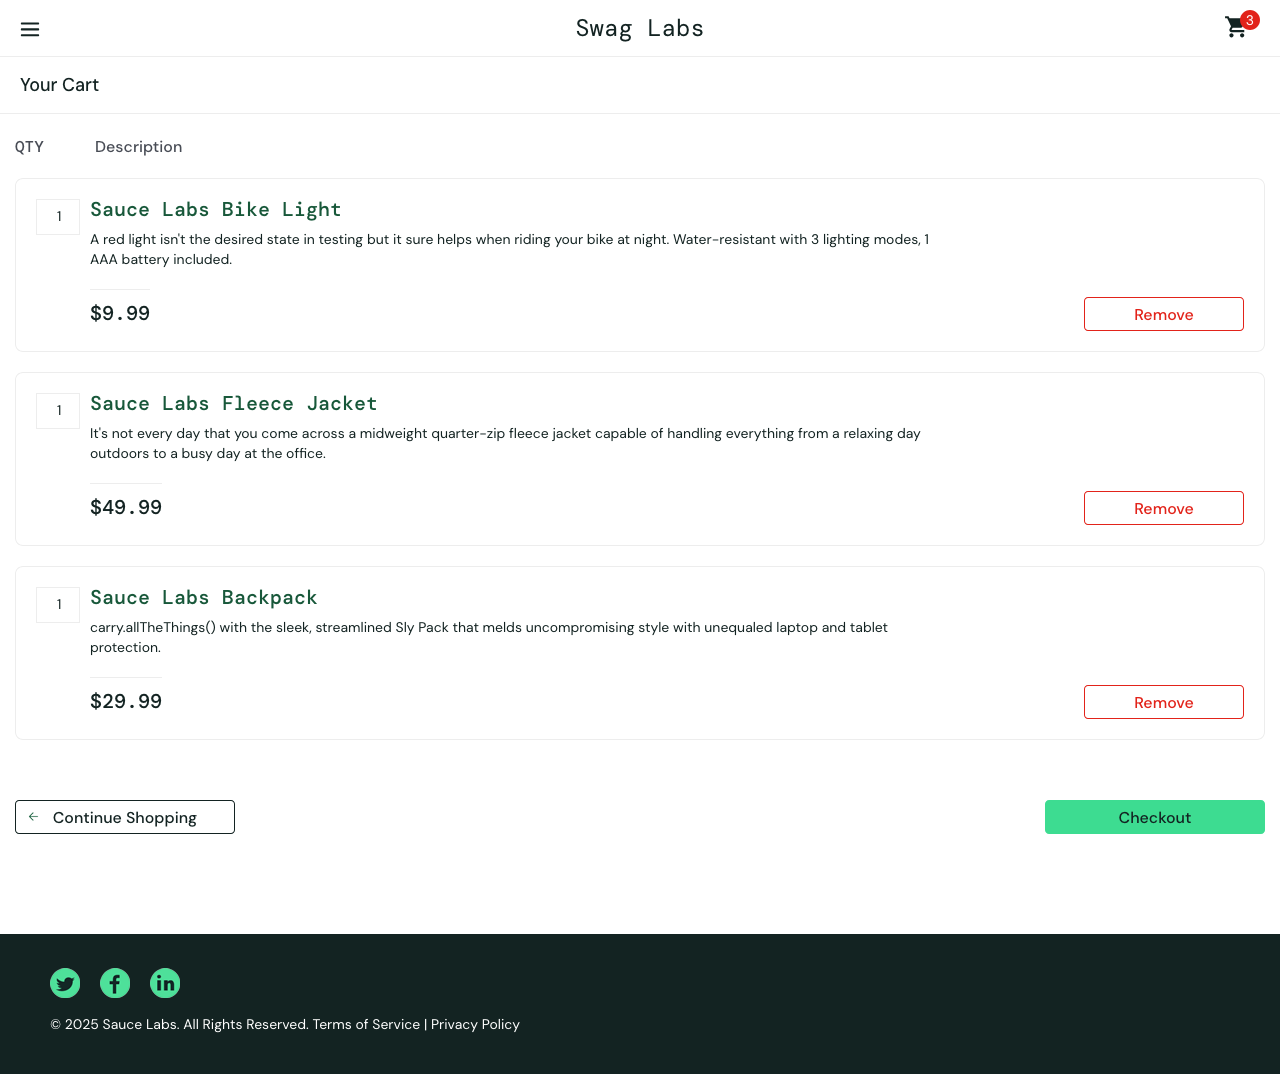 Swag Labs
3
Your Cart
QTY Description
1
Sauce Labs Bike Light
A red light isn't the desired state in testing but it sure helps when riding your bike at night. Water-resistant with 3 lighting modes, 1
AAA battery included.
$9.99
Remove
1
Sauce Labs Fleece Jacket
It's not every day that you come across a midweight quarter-zip fleece jacket capable of handling everything from a relaxing day
outdoors to a busy day at the office.
$49.99
Remove
1
Sauce Labs Backpack
carry.allTheThings() with the sleek, streamlined Sly Pack that melds uncompromising style with unequaled laptop and tablet
protection.
$29.99
Remove
Continue Shopping
Checkout
© 2025 Sauce Labs. All Rights Reserved. Terms of Service | Privacy Policy